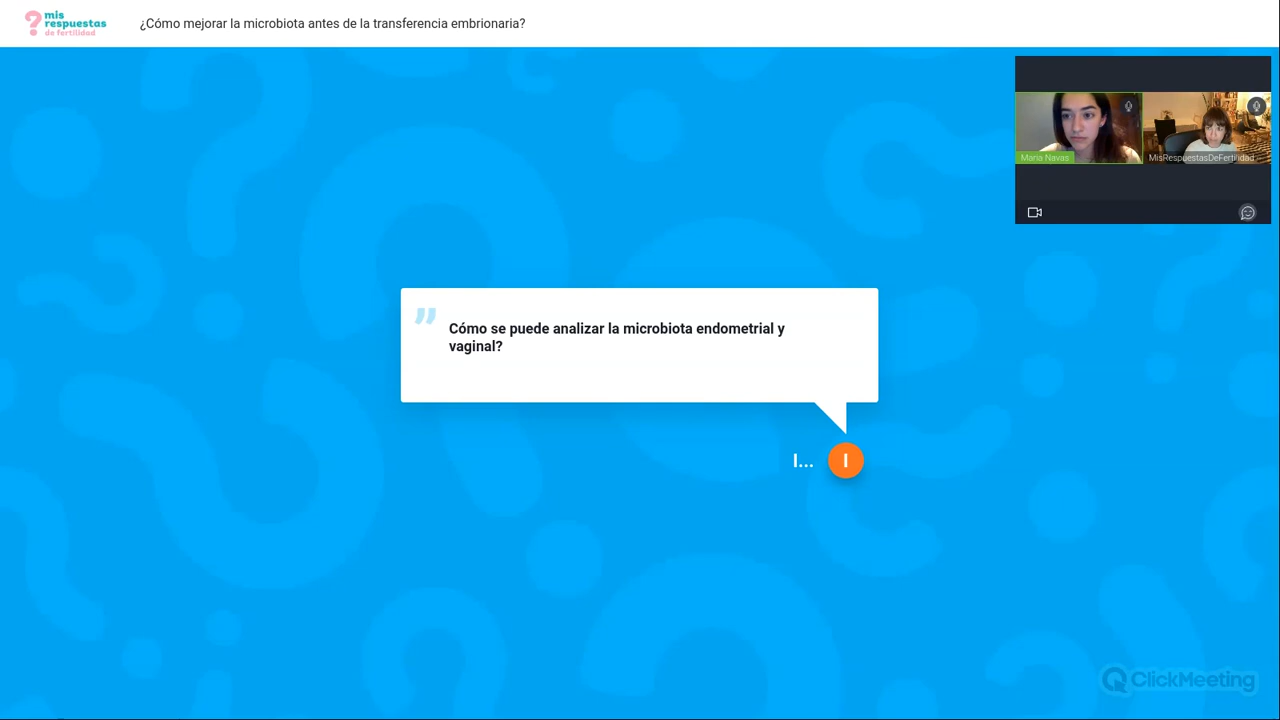 mis
respuestas
de fertilidad
¿Cómo mejorar la microbiota antes de la transferencia embrionaria?
María Navas
MisRespuestasDeFertilidad
Cómo se puede analizar la microbiota endometrial y
vaginal?
I...
I
ClickMeeting